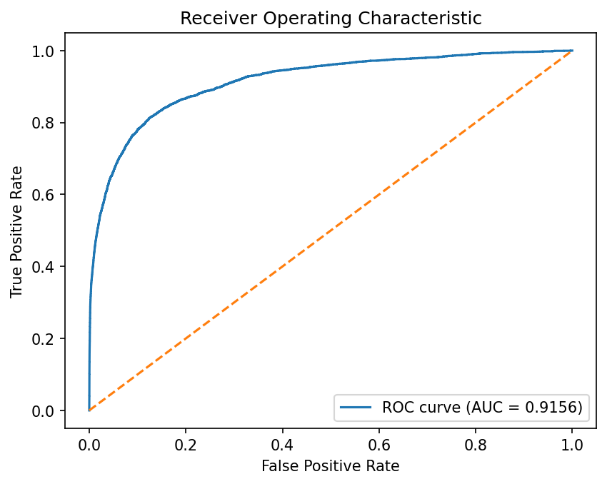 Receiver Operating Characteristic
1.0
0.8
0.6
0.4
0.2
0.0
True Positive Rate
ROC curve (AUC = 0.9156)
0.0 0.2 0.4 0.6 0.8 1.0
False Positive Rate